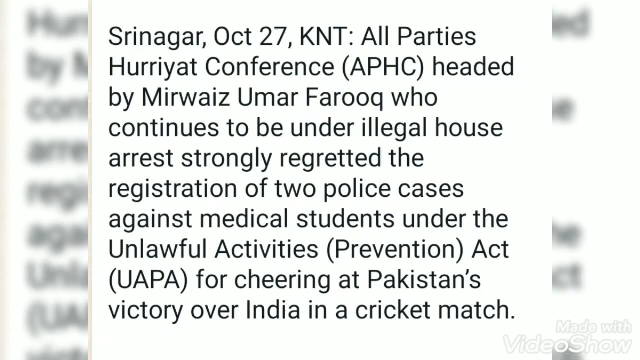 Srinagar, Oct 27, KNT: All Parties
Hurriyat Conference (APHC) headed
by Mirwaiz Umar Farooq who
continues to be under illegal house
arrest strongly regretted the
registration of two police cases
against medical students under the
Unlawful Activities (Prevention) Act
(UAPA) for cheering at Pakistan’s
victory over India in a cricket match.
Made with
VideoShow